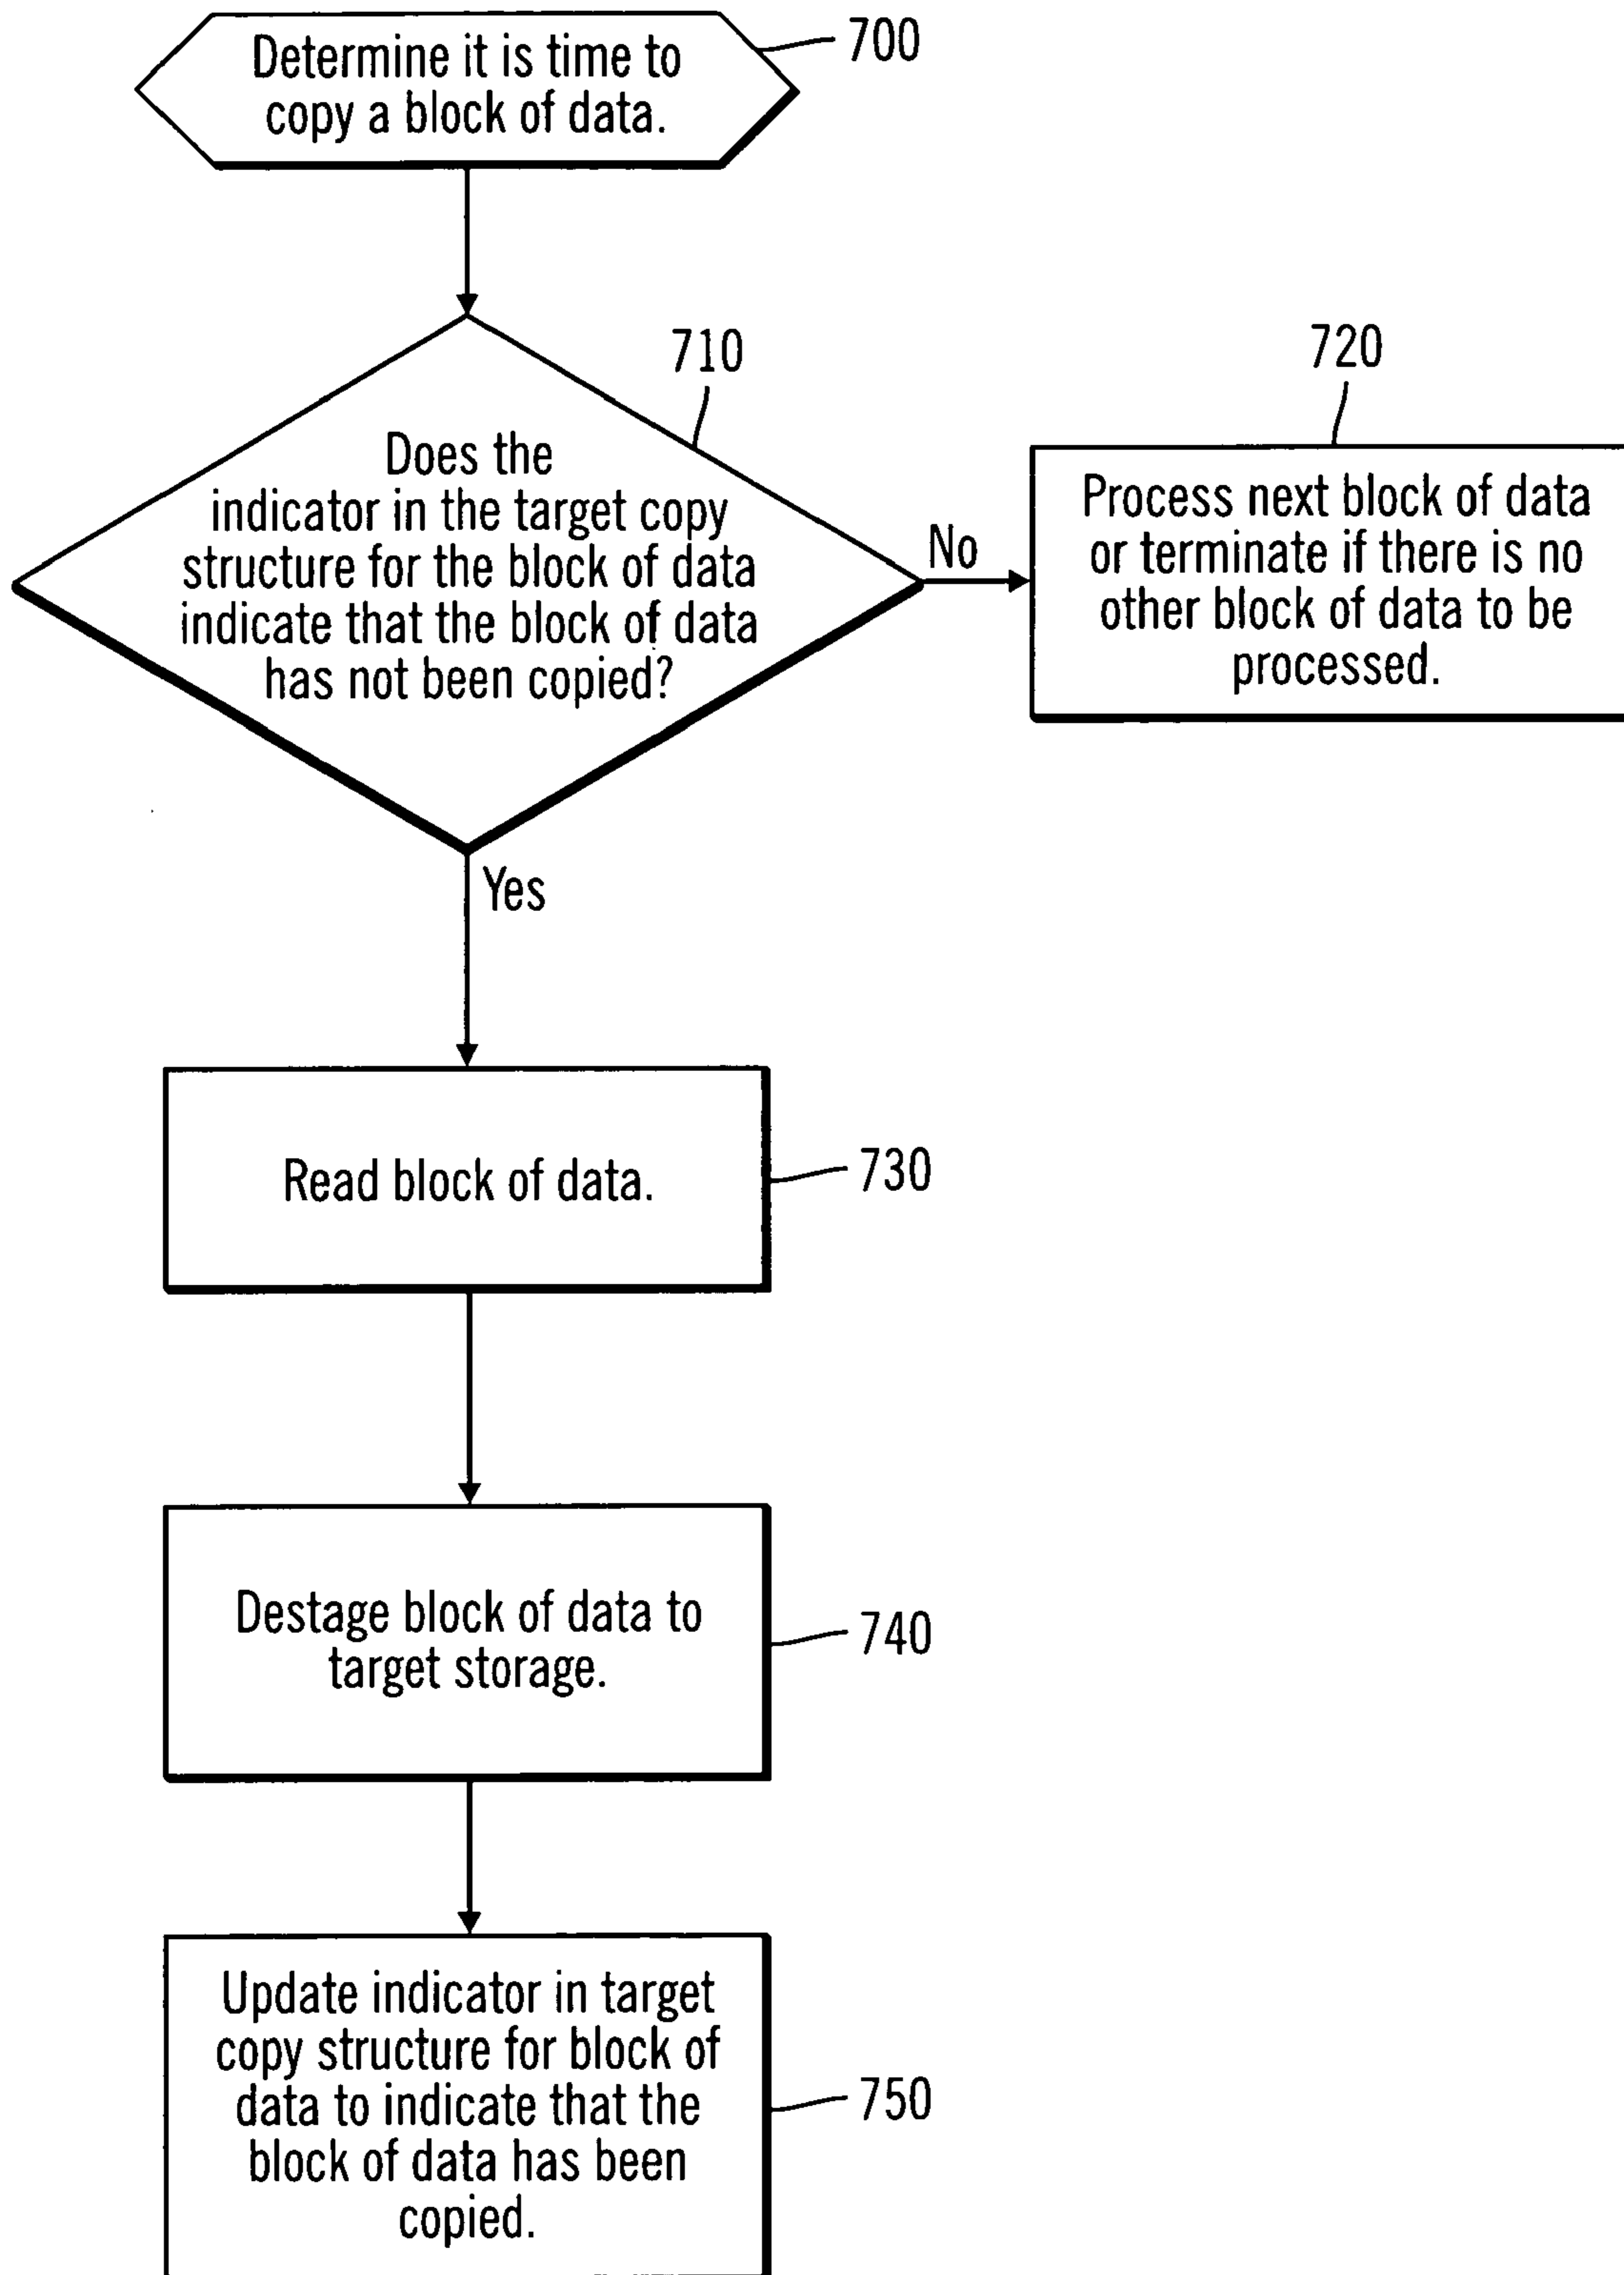 Determine it is time to
copy a block of data.
700
710
Does the
indicator in the target copy
structure for the block of data
indicate that the block of data
has not been copied?
No
720
Process next block of data
or terminate if there is no
other block of data to be
processed.
Yes
Read block of data.
730
Destage block of data to
target storage.
740
Update indicator in target
copy structure for block of
data to indicate that the
block of data has been
copied.
750